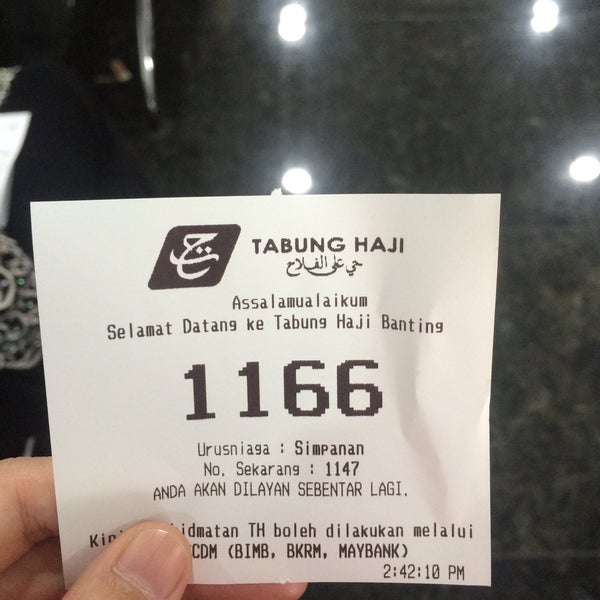 TABUNG HAJI
حي على الفلاح
Assalamualaikum
Selamat Datang ke Tabung Haji Banting
1166
Urusniaga : Simpanan
No. Sekarang : 1147
ANDA AKAN DILAYAN SEBENTAR LAGI.
TH boleh dilakukan melalui
CDM (BIMB, BKRM, MAYBANK)
2:42:10 PM